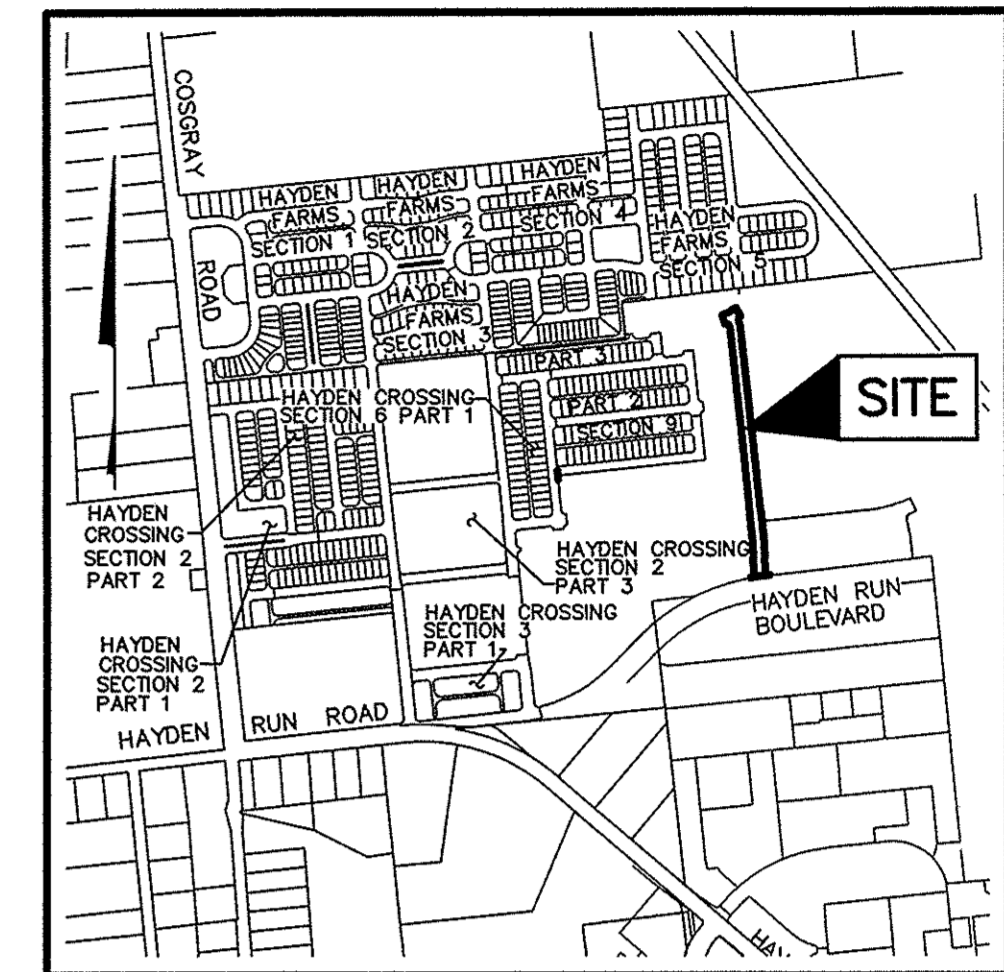 COSGRAY
ROAD
HAYDEN
FARMS
SECTION 1
HAYDEN
FARMS
SECTION 2
HAYDEN
FARMS
SECTION 4
HAYDEN
FARMS
SECTION 5
HAYDEN
FARMS
SECTION 3
PART 3
PART 2
SECTION 9
HAYDEN CROSSING
SECTION 6 PART 1
SITE
HAYDEN
CROSSING
SECTION 2
PART 2
HAYDEN CROSSING
SECTION 2
PART 3
HAYDEN RUN
BOULEVARD
HAYDEN CROSSING
SECTION 3
PART 1
HAYDEN
CROSSING
SECTION 2
PART 1
HAYDEN RUN ROAD